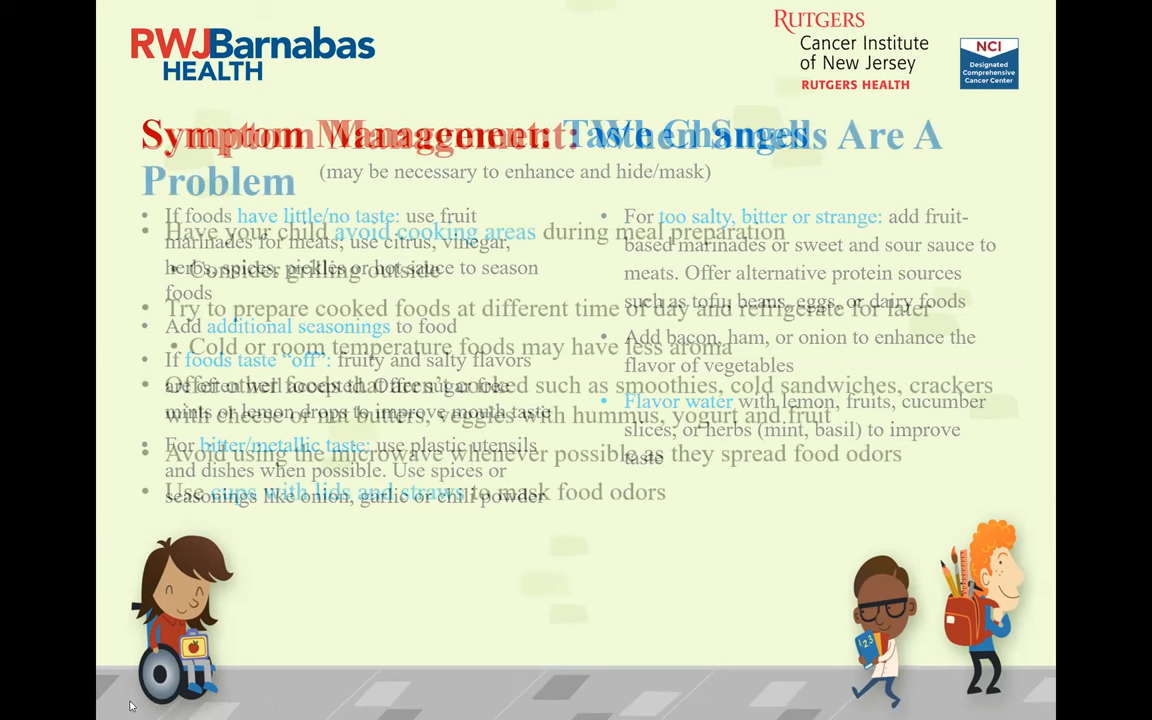 RWJBarnabas
HEALTH
RUTGERS
Cancer Institute
of New Jersey
RUTGERS HEALTH
NCI
Designated
Comprehensive
Cancer Center
Symptom Management: Taste Changes
(may be necessary to enhance and hide/mask)
• If foods have little/no taste: use fruit
marinades for meats; use citrus, vinegar,
herbs, spices, pickles or hot sauce to season
foods
• Add additional seasonings to food
• If foods taste “off”: fruity and salty flavors
are often well accepted. Offer sugar free
mints or lemon drops to improve mouth taste
• For bitter/metallic taste: use plastic utensils
and dishes when possible. Use spices or
seasonings like onion, garlic or chili powder
• For too salty, bitter or strange: add fruit-
based marinades or sweet and sour sauce to
meats. Offer alternative protein sources
such as tofu, beans, eggs, or dairy foods
• Add bacon, ham, or onion to enhance the
flavor of vegetables
• Flavor water with lemon, fruits, cucumber
slices, or herbs (mint, basil) to improve
taste
Symptom Management: When Smells Are A
Problem
• Have your child avoid cooking areas during meal preparation
• Consider grilling outside
• Try to prepare cooked foods at different time of day and refrigerate for later
• Cold or room temperature foods may have less aroma
• Offer other foods that aren’t cooked such as smoothies, cold sandwiches, crackers
with cheese or nut butters, veggies with hummus, yogurt and fruit
• Avoid using the microwave whenever possible as they spread food odors
• Use cups with lids and straws to mask food odors
123